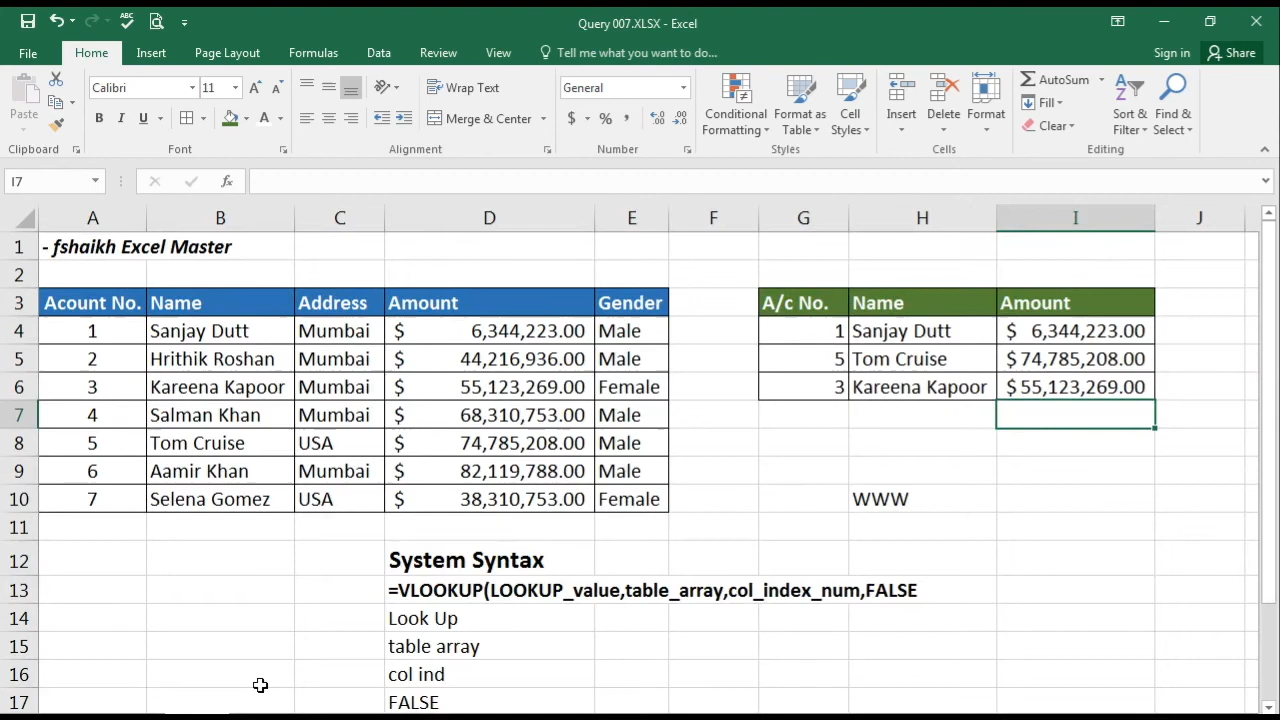 Query 007.XLSX - Excel
File Home Insert Page Layout Formulas Data Review View Tell me what you want to do... Sign in Share
Paste Calibri 11 B I U A Wrap Text Merge & Center General $ % , Conditional Formatting Format as Table Cell Styles Insert Delete Format AutoSum Fill Clear Sort & Filter Find & Select
Clipboard Font Alignment Number Styles Cells Editing
I7 fx
A B C D E F G H I J
1 - fshaikh Excel Master
2
3 Acount No. Name Address Amount Gender A/c No. Name Amount
4 1 Sanjay Dutt Mumbai $ 6,344,223.00 Male 1 Sanjay Dutt $ 6,344,223.00
5 2 Hrithik Roshan Mumbai $ 44,216,936.00 Male 5 Tom Cruise $ 74,785,208.00
6 3 Kareena Kapoor Mumbai $ 55,123,269.00 Female 3 Kareena Kapoor $ 55,123,269.00
7 4 Salman Khan Mumbai $ 68,310,753.00 Male
8 5 Tom Cruise USA $ 74,785,208.00 Male
9 6 Aamir Khan Mumbai $ 82,119,788.00 Male
10 7 Selena Gomez USA $ 38,310,753.00 Female WWW
11
12 System Syntax
13 =VLOOKUP(LOOKUP_value,table_array,col_index_num,FALSE
14 Look Up
15 table array
16 col ind
17 FALSE